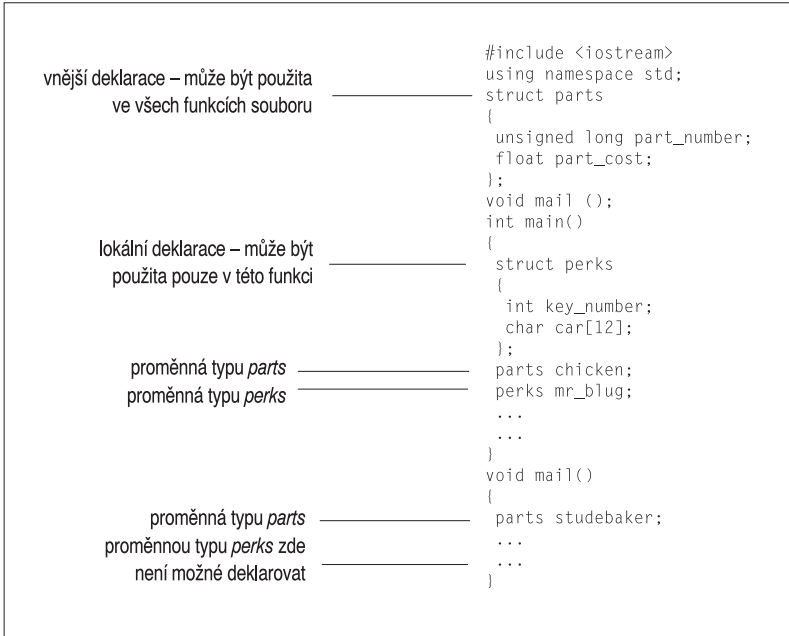 #include <iostream>
using namespace std;
vnější deklarace – může být použita
ve všech funkcích souboru
struct parts
{
unsigned long part_number;
float part_cost;
};
void mail ();
int main()
{
lokální deklarace – může být
použita pouze v této funkci
struct perks
{
int key_number;
char car[12];
};
proměnná typu parts
parts chicken;
proměnná typu perks
perks mr_blug;
...
...
}
void mail()
{
proměnná typu parts
parts studebaker;
proměnnou typu perks zde
není možné deklarovat
...
...
}